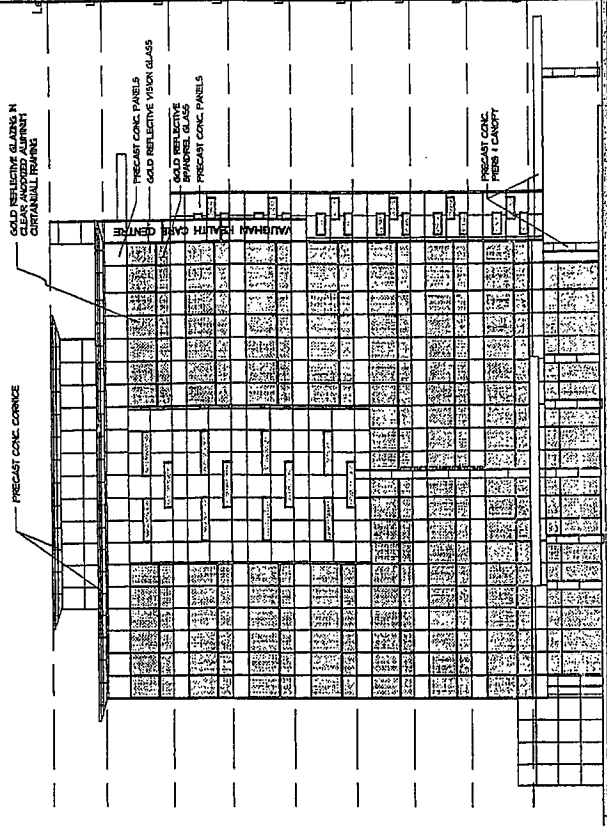 GOLD REFLECTIVE GLAZING IN
CLEAR ANODIZED ALUMINUM
CURTAINWALL FRAMING
PRECAST CONC. CORNICE
PRECAST CONC. PANELS
GOLD REFLECTIVE VISION GLASS
GOLD REFLECTIVE
SPANDREL GLASS
PRECAST CONC. PANELS
VAUGHAN HEALTH CARE CENTRE
PRECAST CONC.
PIERS & CANOPY